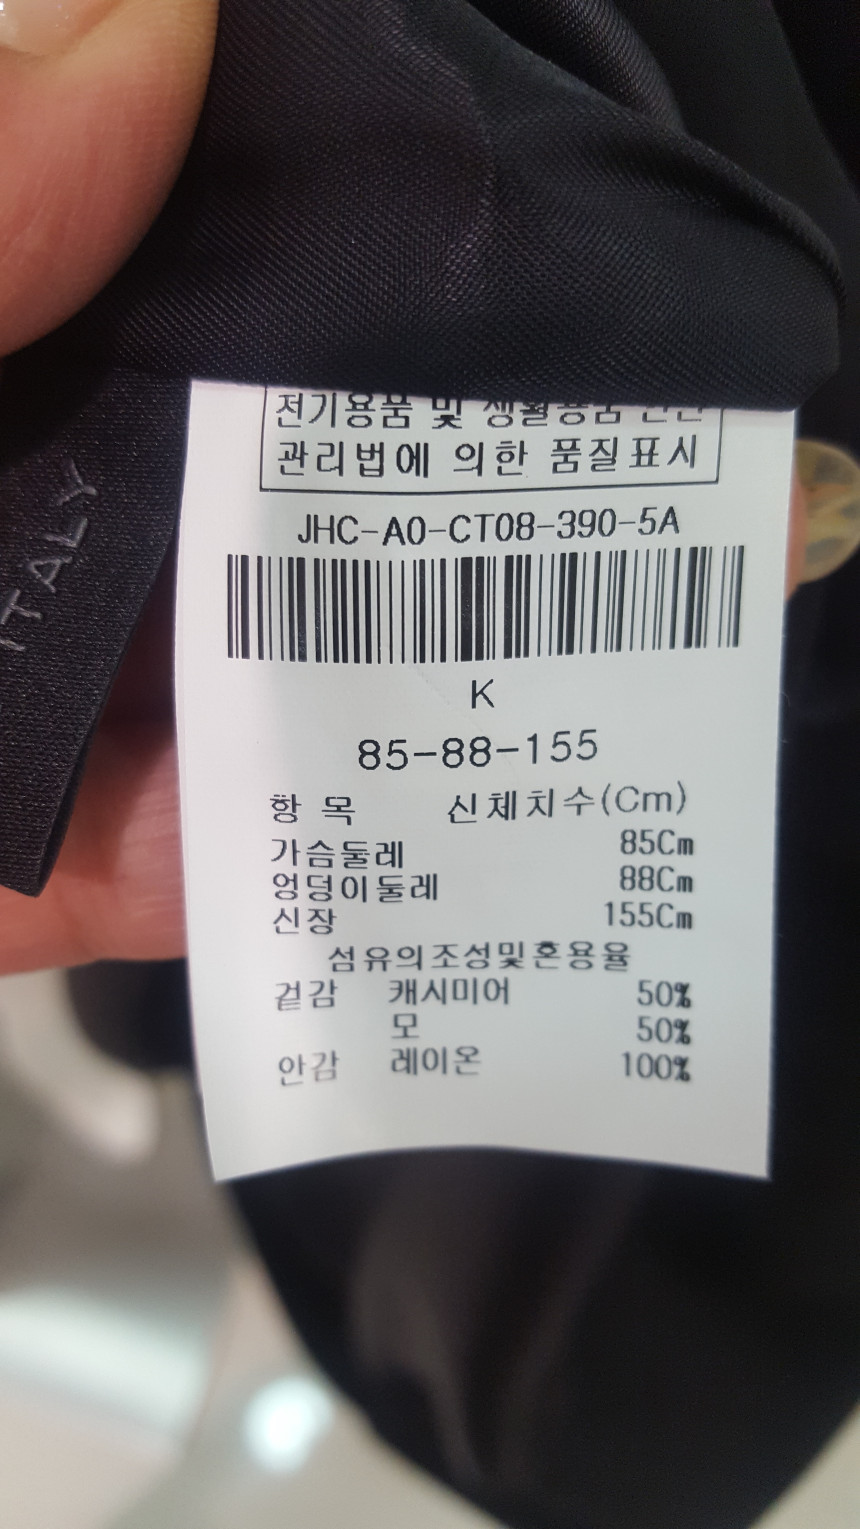 ITALY
전기용품 및 생활용품 안전
관리법에 의한 품질표시
JHC-A0-CT08-390-5A
K
85-88-155
항 목 신체치수(Cm)
가슴둘레 85Cm
엉덩이둘레 88Cm
신장 155Cm
섬유의조성및혼용율
겉감 캐시미어 50%
모 50%
안감 레이온 100%